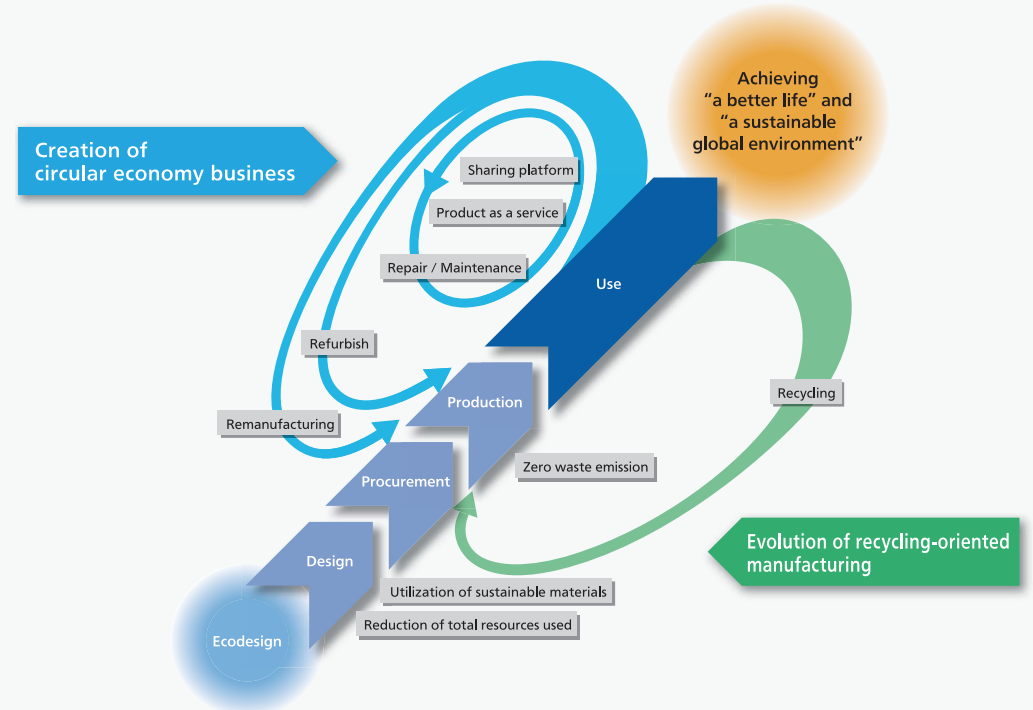 Achieving
“a better life” and
“a sustainable
global environment”
Creation of
circular economy business
Sharing platform
Product as a service
Repair / Maintenance
Use
Refurbish
Recycling
Production
Remanufacturing
Zero waste emission
Procurement
Evolution of recycling-oriented
manufacturing
Design
Utilization of sustainable materials
Reduction of total resources used
Ecodesign